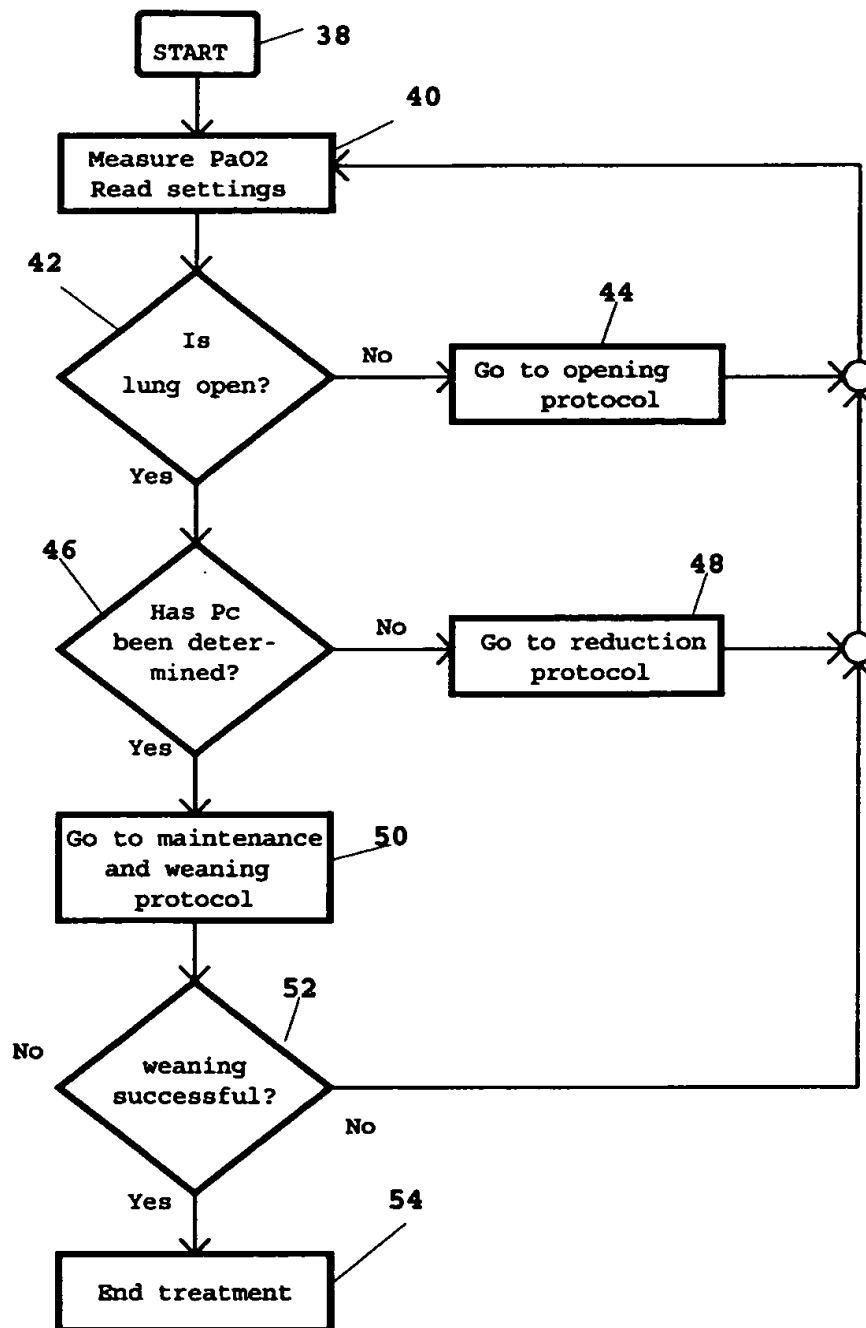 START
38
40
Measure PaO2
Read settings
42
Is
lung open?
No
44
Go to opening
protocol
Yes
46
Has Pc
been deter-
mined?
No
48
Go to reduction
protocol
Yes
Go to maintenance
and weaning
protocol
50
52
No
weaning
successful?
No
Yes
54
End treatment